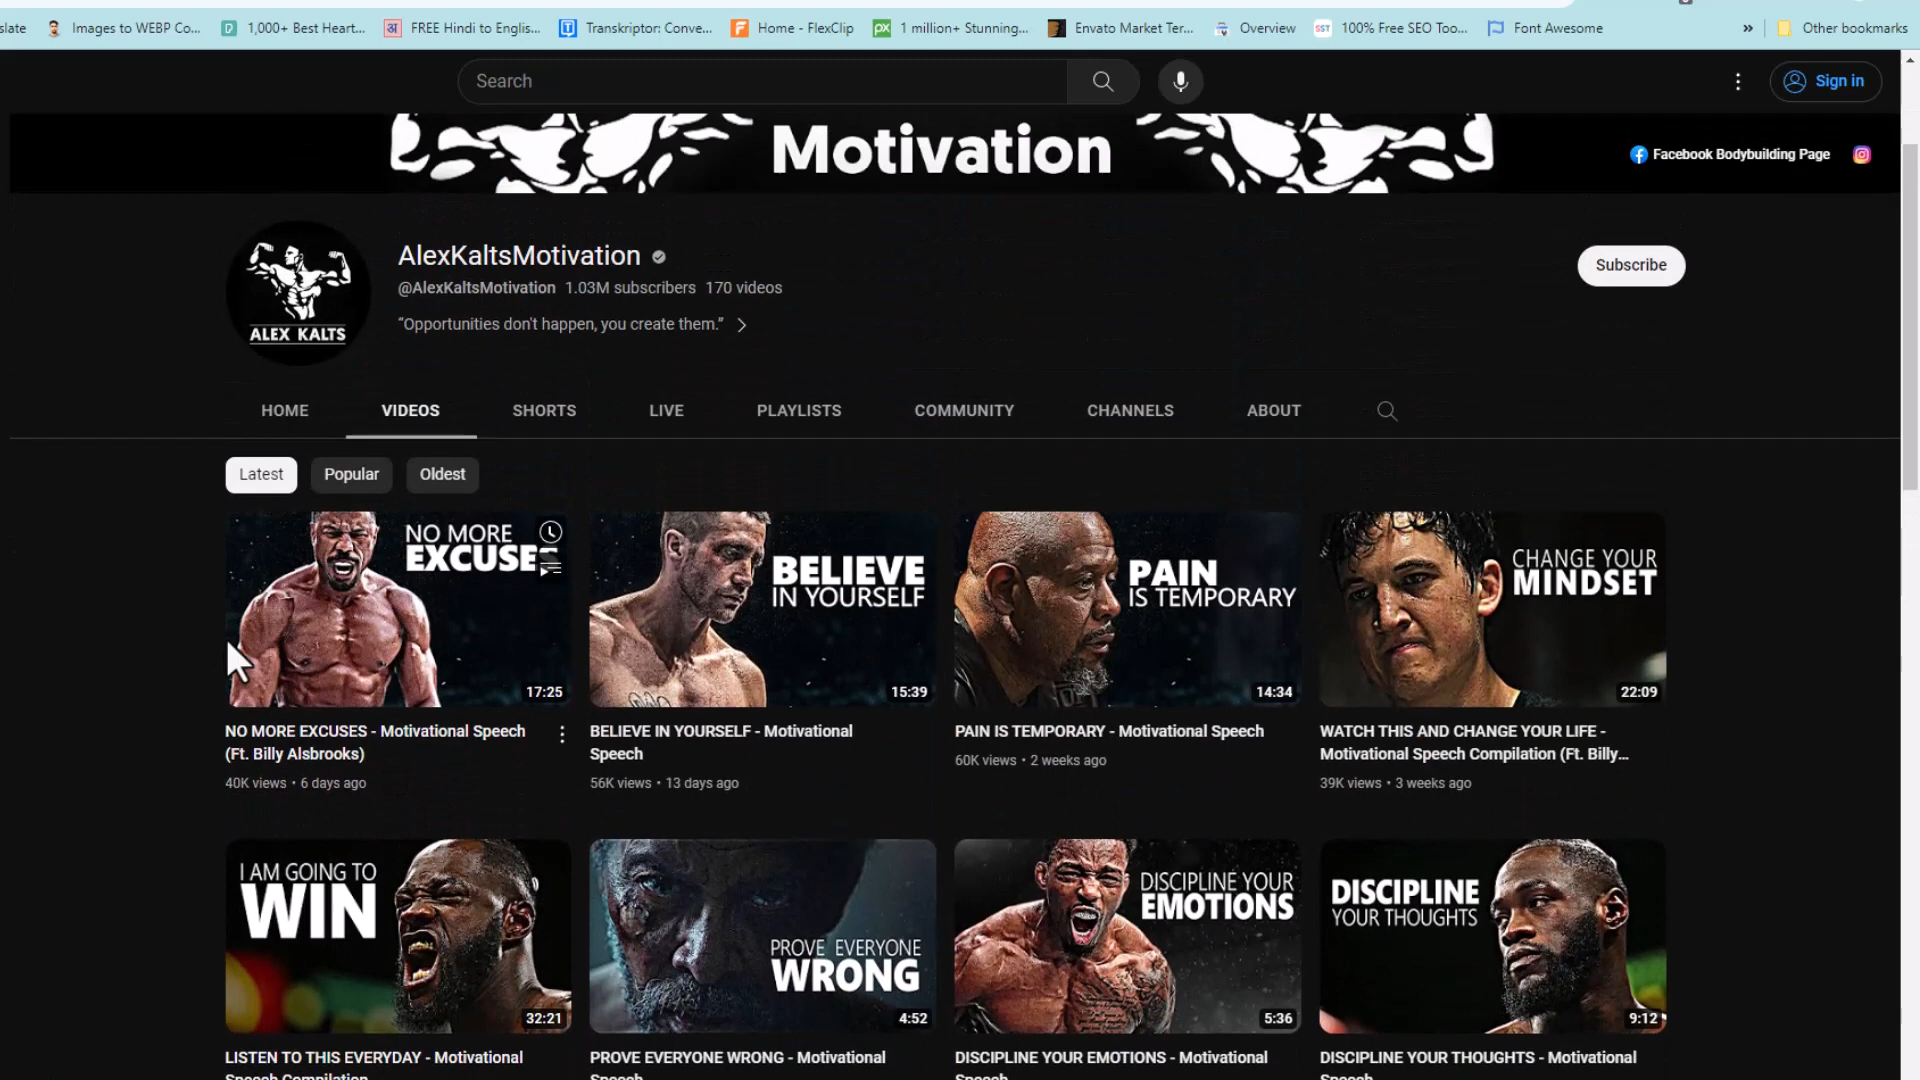 slate
Images to WEBP Co...
1,000+ Best Heart...
FREE Hindi to Englis...
Transkriptor: Conve...
Home - FlexClip
1 million+ Stunning...
Envato Market Ter...
Overview
100% Free SEO Too...
Font Awesome
Other bookmarks
Search
Sign in
Motivation
Facebook Bodybuilding Page
ALEX KALTS
AlexKaltsMotivation
@AlexKaltsMotivation 1.03M subscribers 170 videos
“Opportunities don't happen, you create them.”
Subscribe
HOME VIDEOS SHORTS LIVE PLAYLISTS COMMUNITY CHANNELS ABOUT
Latest Popular Oldest
NO MORE
EXCUSES
17:25
BELIEVE
IN YOURSELF
15:39
PAIN
IS TEMPORARY
14:34
CHANGE YOUR
MINDSET
22:09
NO MORE EXCUSES - Motivational Speech
(Ft. Billy Alsbrooks)
40K views • 6 days ago
BELIEVE IN YOURSELF - Motivational
Speech
56K views • 13 days ago
PAIN IS TEMPORARY - Motivational Speech
60K views • 2 weeks ago
WATCH THIS AND CHANGE YOUR LIFE -
Motivational Speech Compilation (Ft. Billy...
39K views • 3 weeks ago
I AM GOING TO
WIN
32:21
PROVE EVERYONE
WRONG
4:52
DISCIPLINE YOUR
EMOTIONS
5:36
DISCIPLINE
YOUR THOUGHTS
9:12
LISTEN TO THIS EVERYDAY - Motivational
Speech Compilation
PROVE EVERYONE WRONG - Motivational
Speech
DISCIPLINE YOUR EMOTIONS - Motivational
Speech
DISCIPLINE YOUR THOUGHTS - Motivational
Speech